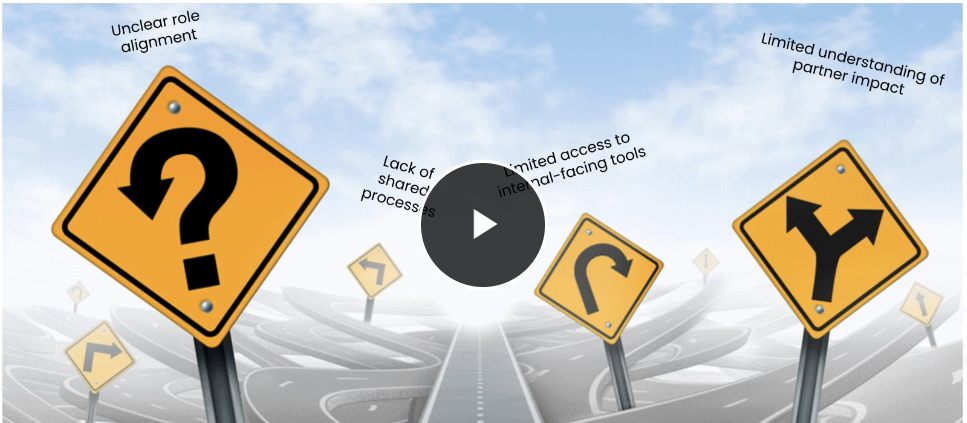 Unclear role
alignment
Lack of
shared
processes
Limited access to
internal-facing tools
Limited understanding of
partner impact